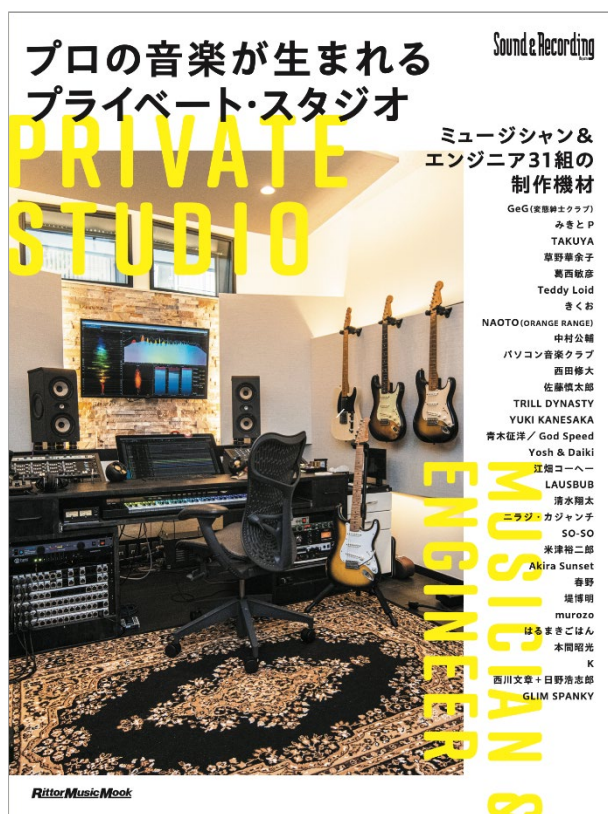 プロの音楽が生まれる
プライベート・スタジオ
Sound & Recording
PRIVATE
STUDIO
ミュージシャン&
エンジニア31組の
制作機材
GeG(変態紳士クラブ)
みきとP
TAKUYA
草野華余子
葛西敏彦
Teddy Loid
きくお
NAOTO(ORANGE RANGE)
中村公輔
パソコン音楽クラブ
西田修大
佐藤慎太郎
TRILL DYNASTY
YUKI KANESAKA
青木征洋/ God Speed
Yosh & Daiki
江畑コーヘー
LAUSBUB
清水翔太
ニラジ・カジャンチ
SO-SO
米津裕二郎
Akira Sunset
春野
堤博明
murozo
はるまきごはん
本間昭光
K
西川文章+日野浩志郎
GLIM SPANKY
MUSICIAN &
ENGINEER
RittorMusicMook